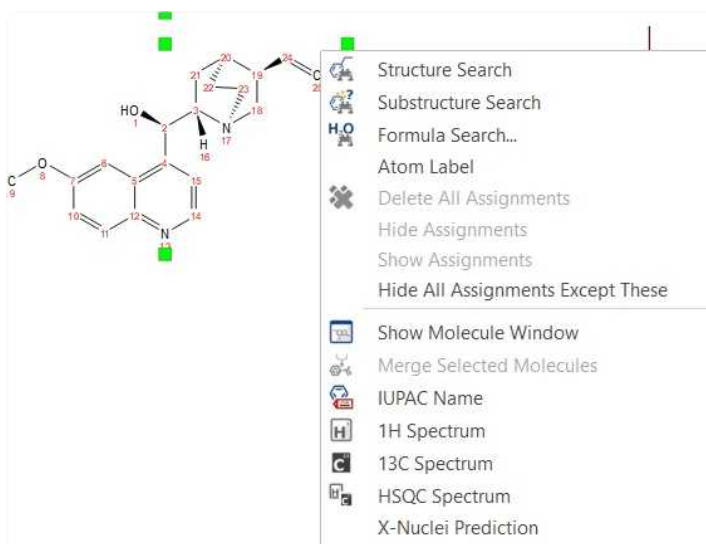 20
24
21
19
22
23
25
HO
1
2
3
18
N
17
H
16
O
8
6
4
C
9
7
5
15
10
12
14
11
N
13
Structure Search
Substructure Search
H₂O
Formula Search...
Atom Label
Delete All Assignments
Hide Assignments
Show Assignments
Hide All Assignments Except These
Show Molecule Window
Merge Selected Molecules
IUPAC Name
H
1H Spectrum
C
13C Spectrum
H
C
HSQC Spectrum
X-Nuclei Prediction